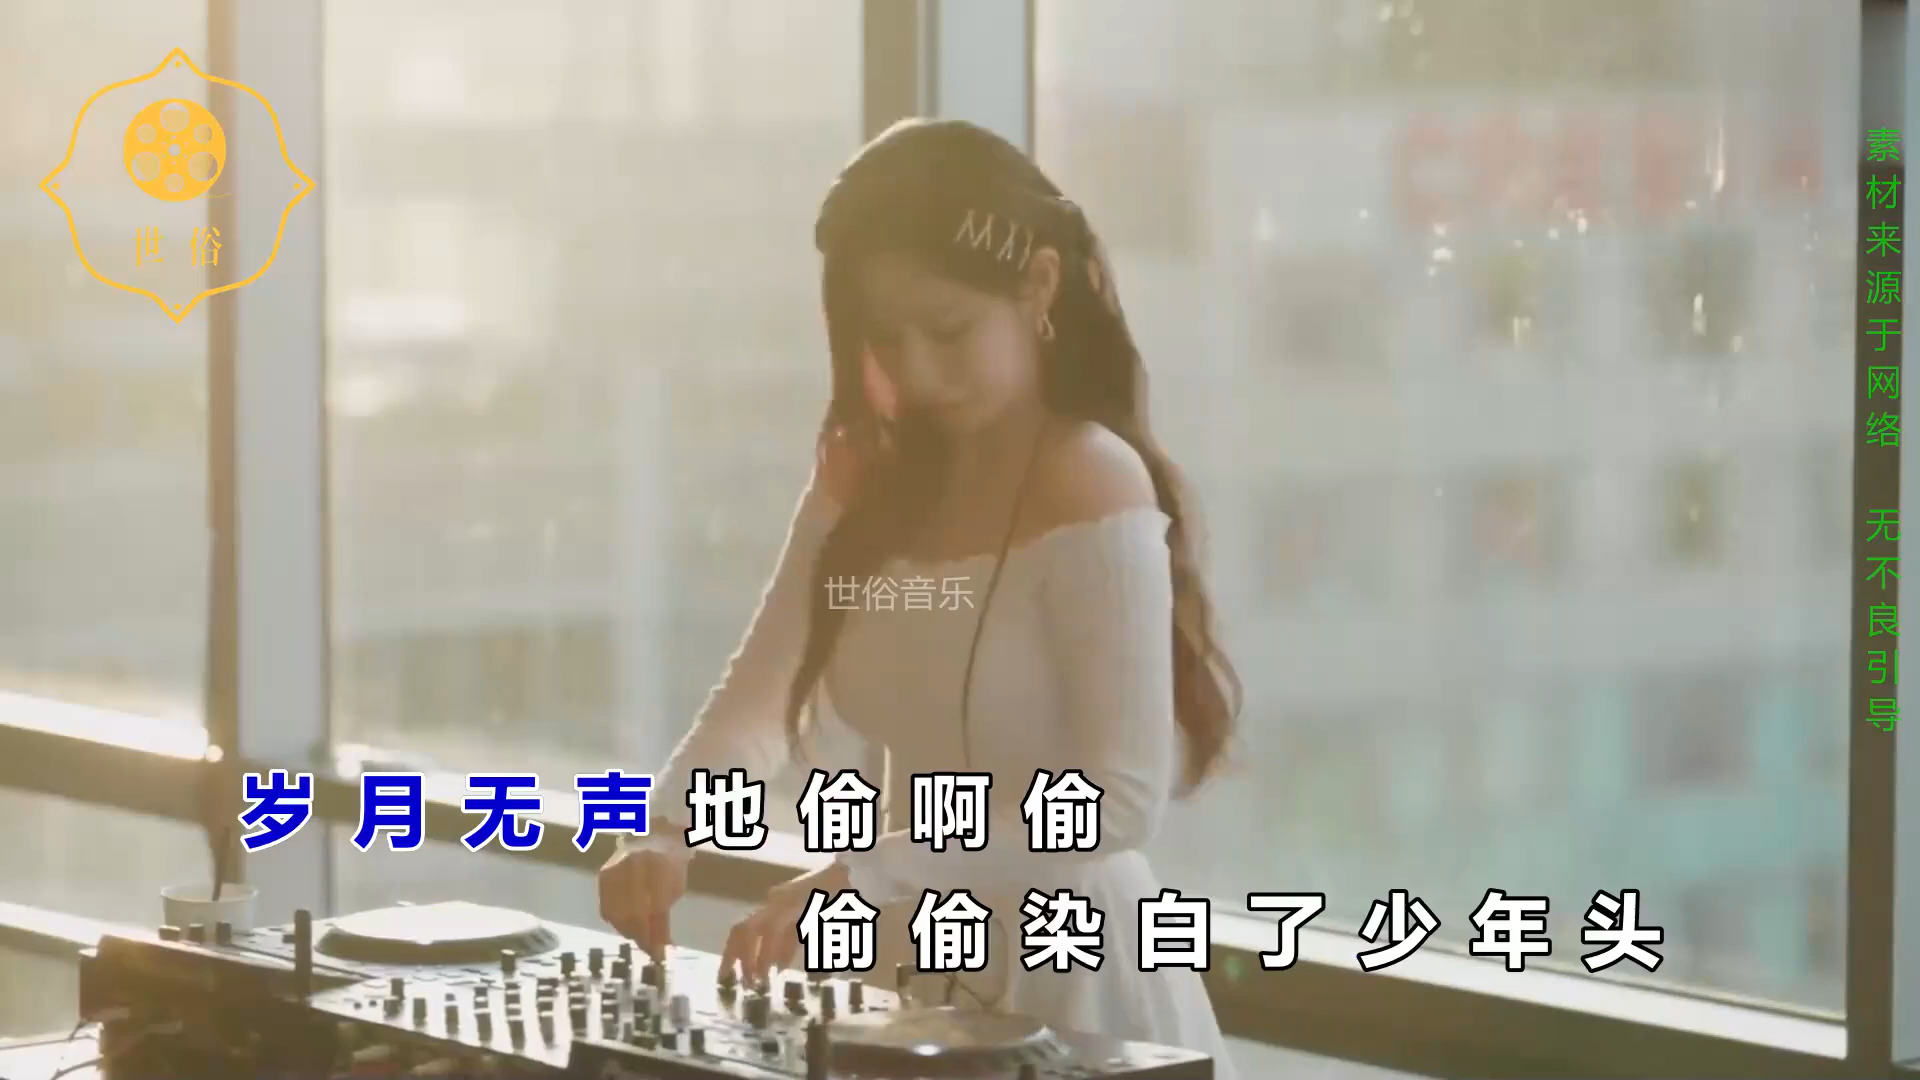 世俗
素材来源于网络 无不良引导
世俗音乐
岁月无声地偷啊偷
偷偷染白了少年头